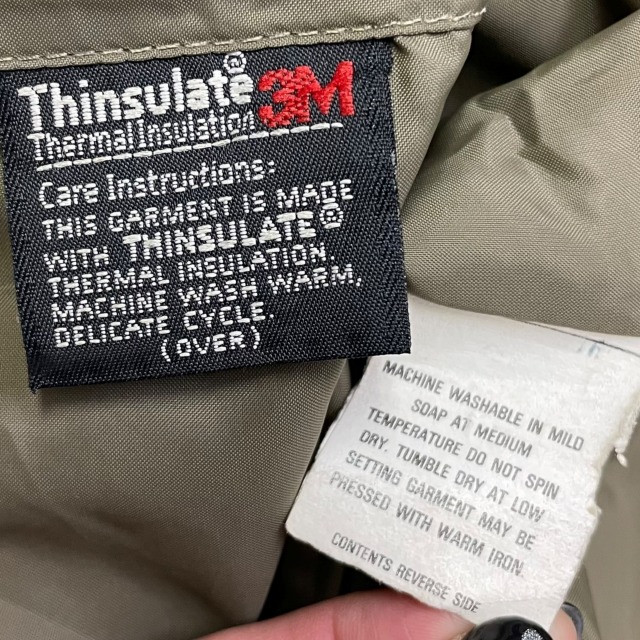 Thinsulate® 3M
Thermal Insulation
Care Instructions:
THIS GARMENT IS MADE
WITH THINSULATE®
THERMAL INSULATION.
MACHINE WASH WARM,
DELICATE CYCLE.
(OVER)
MACHINE WASHABLE IN MILD
SOAP AT MEDIUM
TEMPERATURE DO NOT SPIN
DRY. TUMBLE DRY AT LOW
SETTING GARMENT MAY BE
PRESSED WITH WARM IRON.
CONTENTS REVERSE SIDE